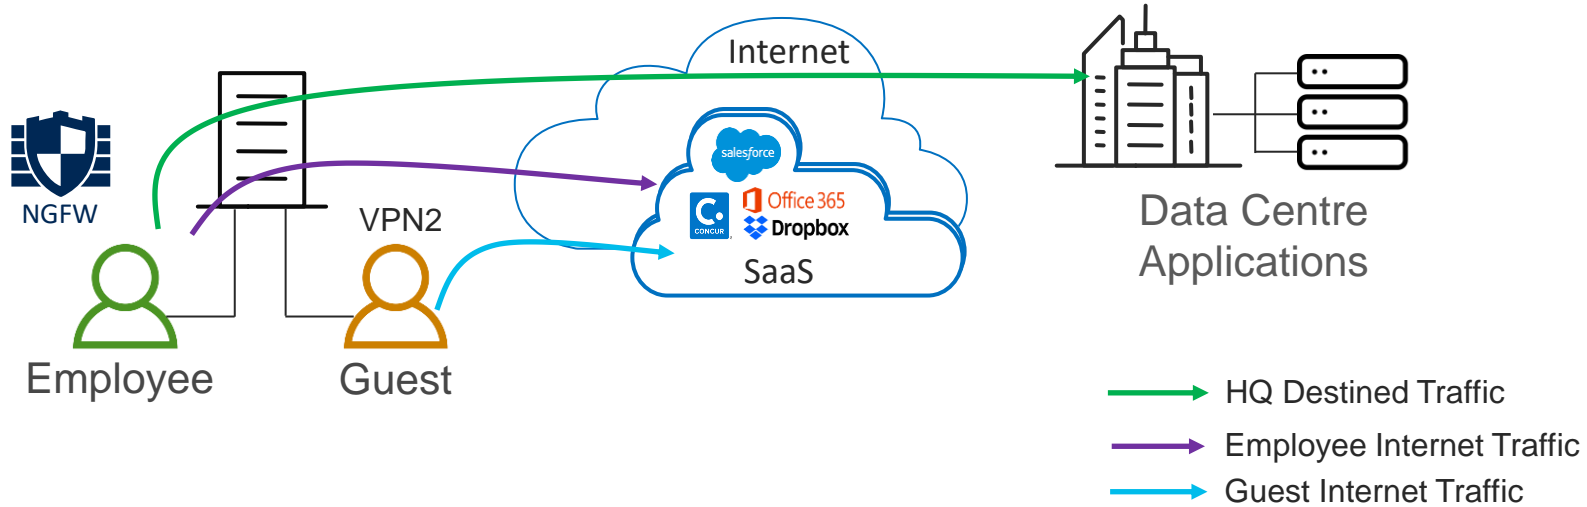 Internet
salesforce
NGFW
VPN2
C.
CONCUR
Office 365
Dropbox
SaaS
Data Centre
Applications
Employee
Guest
HQ Destined Traffic
Employee Internet Traffic
Guest Internet Traffic